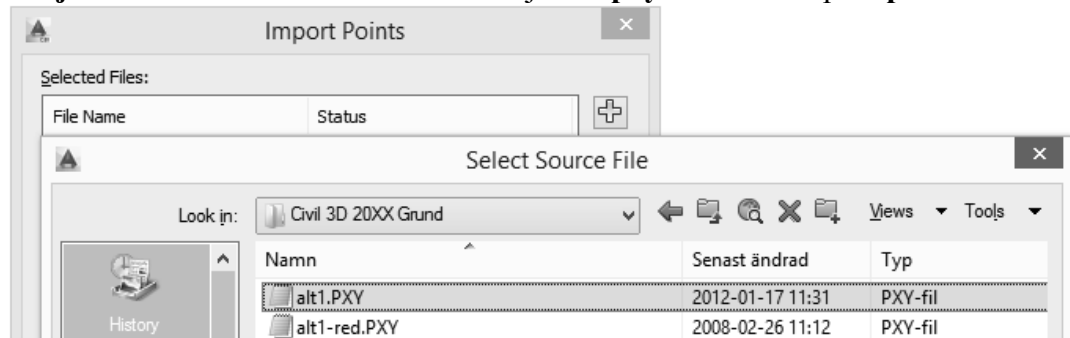 Import Points
Selected Files:
File Name Status
Select Source File
Look in: Civil 3D 20XX Grund Views Tools
Namn Senast ändrad Typ
alt1.PXY 2012-01-17 11:31 PXY-fil
History alt1-red.PXY 2008-02-26 11:12 PXY-fil